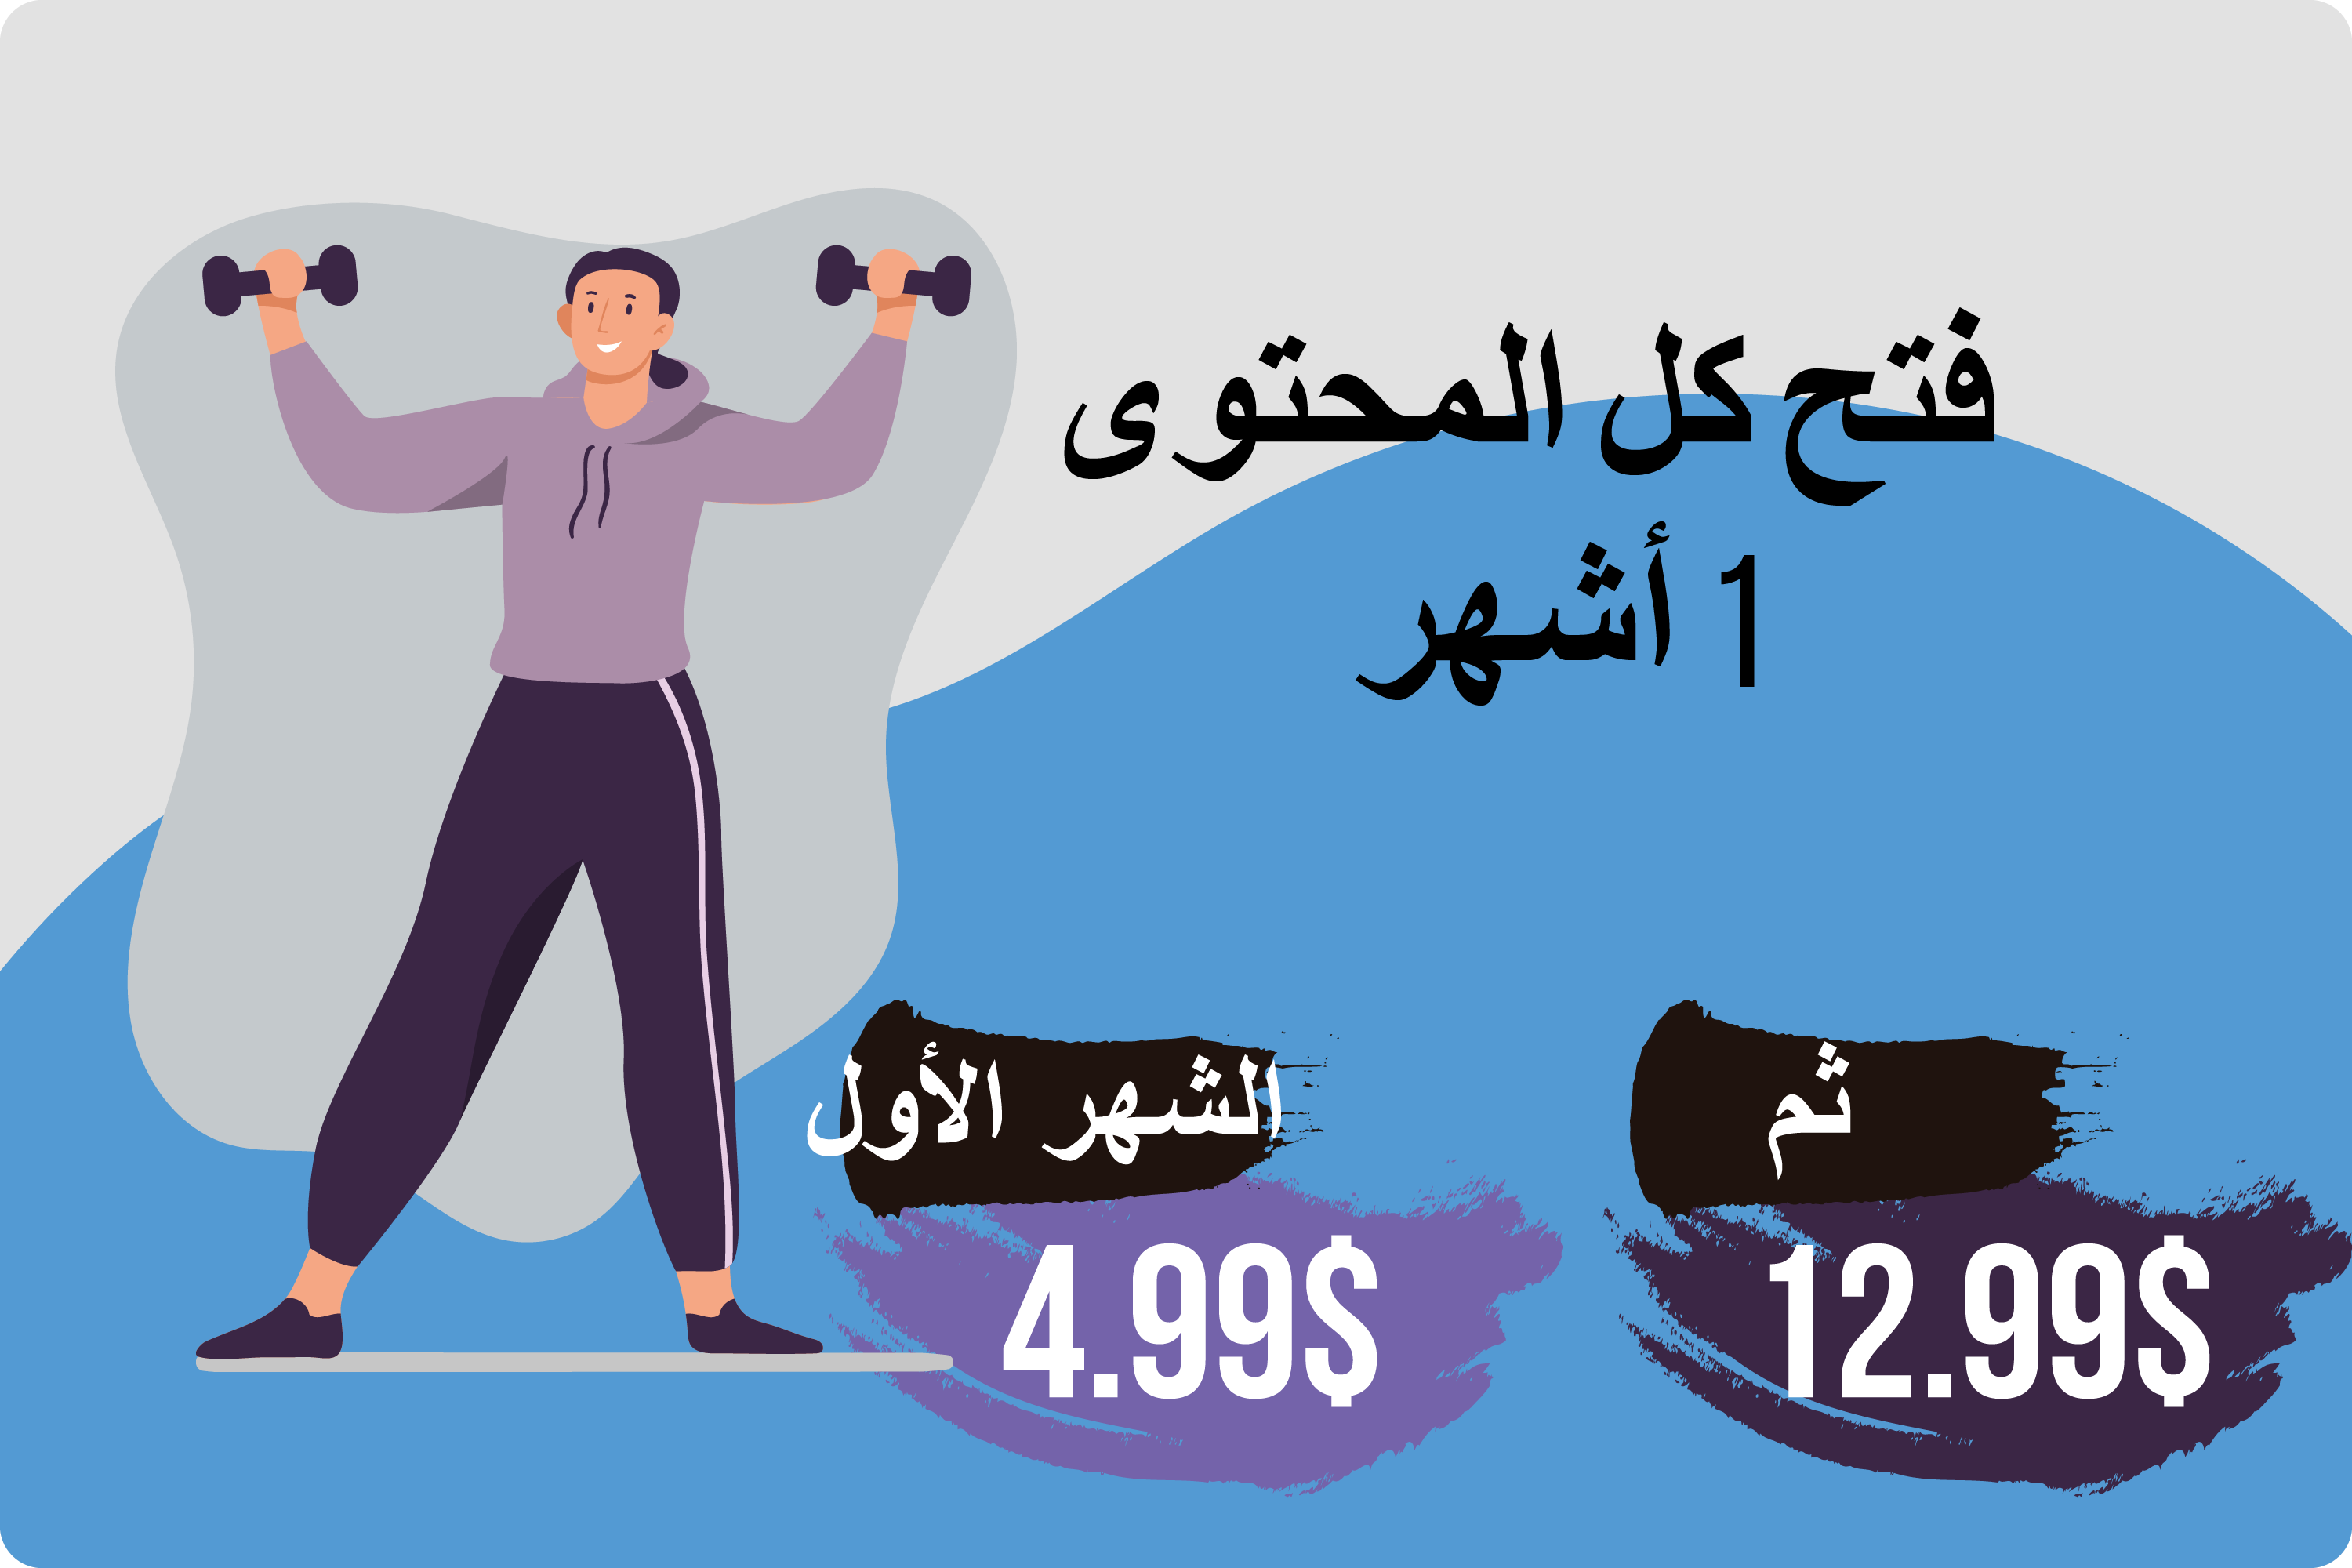 فتح كل المحتوى
1 أشهر
الشهر الأول
4.99$
ثم
12.99$